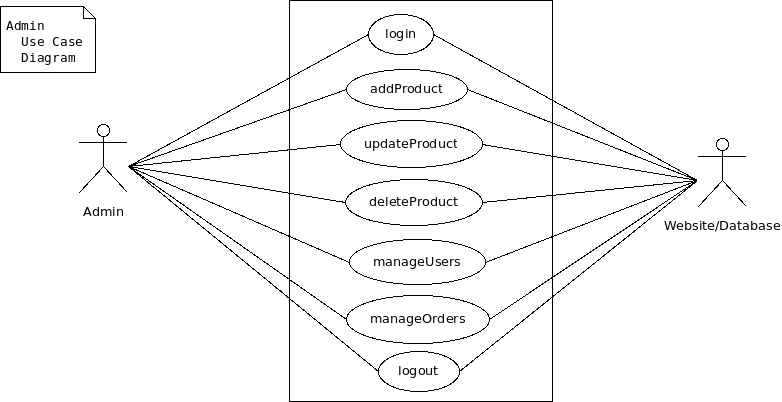 Admin
Use Case
Diagram
login
addProduct
updateProduct
deleteProduct
manageUsers
manageOrders
logout
Admin
Website/Database